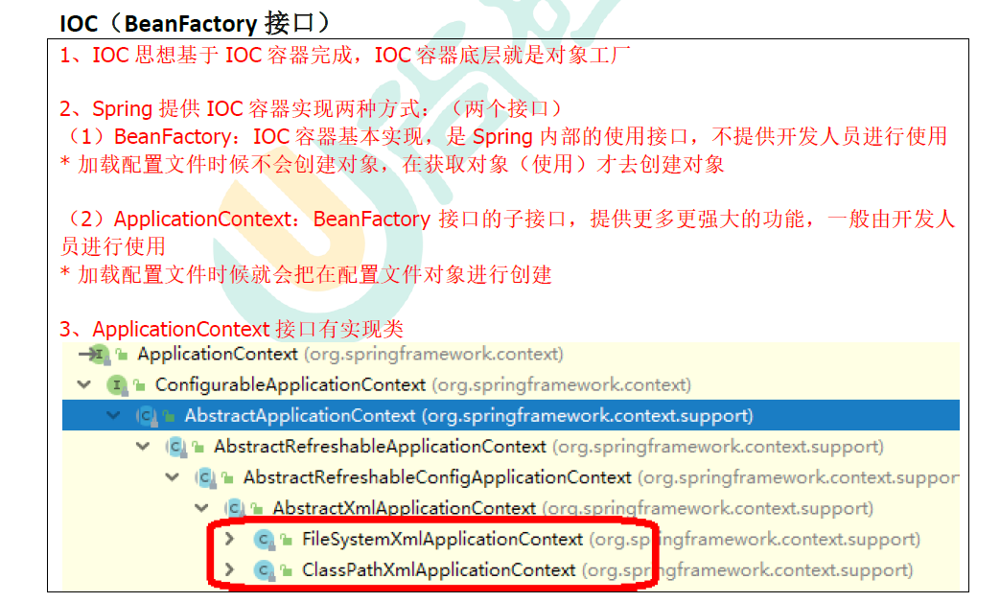 IOC（BeanFactory 接口）
1、IOC 思想基于 IOC 容器完成，IOC 容器底层就是对象工厂
2、Spring 提供 IOC 容器实现两种方式：（两个接口）
（1）BeanFactory：IOC 容器基本实现，是 Spring 内部的使用接口，不提供开发人员进行使用
* 加载配置文件时候不会创建对象，在获取对象（使用）才去创建对象
（2）ApplicationContext：BeanFactory 接口的子接口，提供更多更强大的功能，一般由开发人
员进行使用
* 加载配置文件时候就会把在配置文件对象进行创建
3、ApplicationContext 接口有实现类
ApplicationContext (org.springframework.context)
ConfigurableApplicationContext (org.springframework.context)
AbstractApplicationContext (org.springframework.context.support)
AbstractRefreshableApplicationContext (org.springframework.context.support)
AbstractRefreshableConfigApplicationContext (org.springframework.context.suppor
AbstractXmlApplicationContext (org.springframework.context.support)
FileSystemXmlApplicationContext (org.springframework.context.support)
ClassPathXmlApplicationContext (org.springframework.context.support)